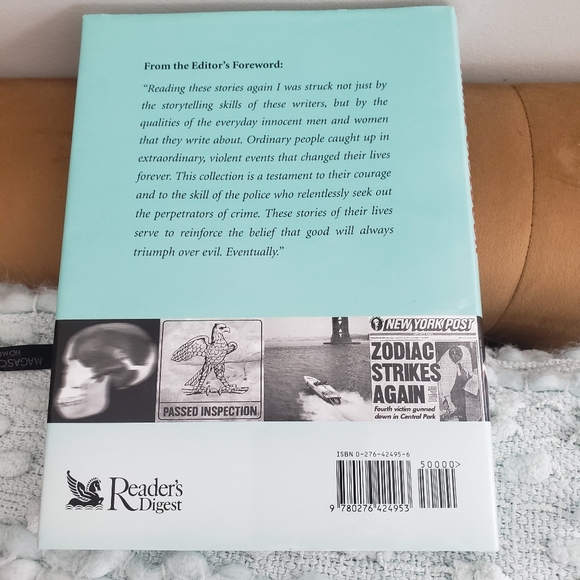 From the Editor's Foreword:
“Reading these stories again I was struck not just by
the storytelling skills of these writers, but by the
qualities of the everyday innocent men and women
that they write about. Ordinary people caught up in
extraordinary, violent events that changed their lives
forever. This collection is a testament to their courage
and to the skill of the police who relentlessly seek out
the perpetrators of crime. These stories of their lives
serve to reinforce the belief that good will always
triumph over evil. Eventually.”
PASSED INSPECTION
NEW YORK POST
ZODIAC
STRIKES
AGAIN
Fourth victim gunned
down in Central Park
Reader's
Digest
ISBN 0-276-42495-6
50000>
9 780276 424953